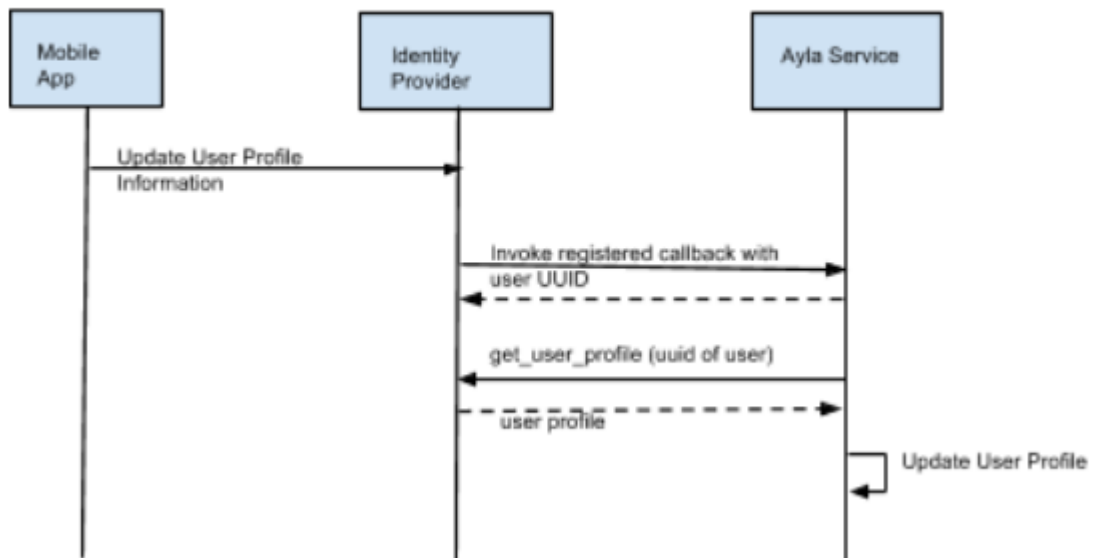 Mobile
App
Identity
Provider
Ayla Service
Update User Profile
Information
Invoke registered callback with
user UUID
get_user_profile (uuid of user)
user profile
Update User Profile